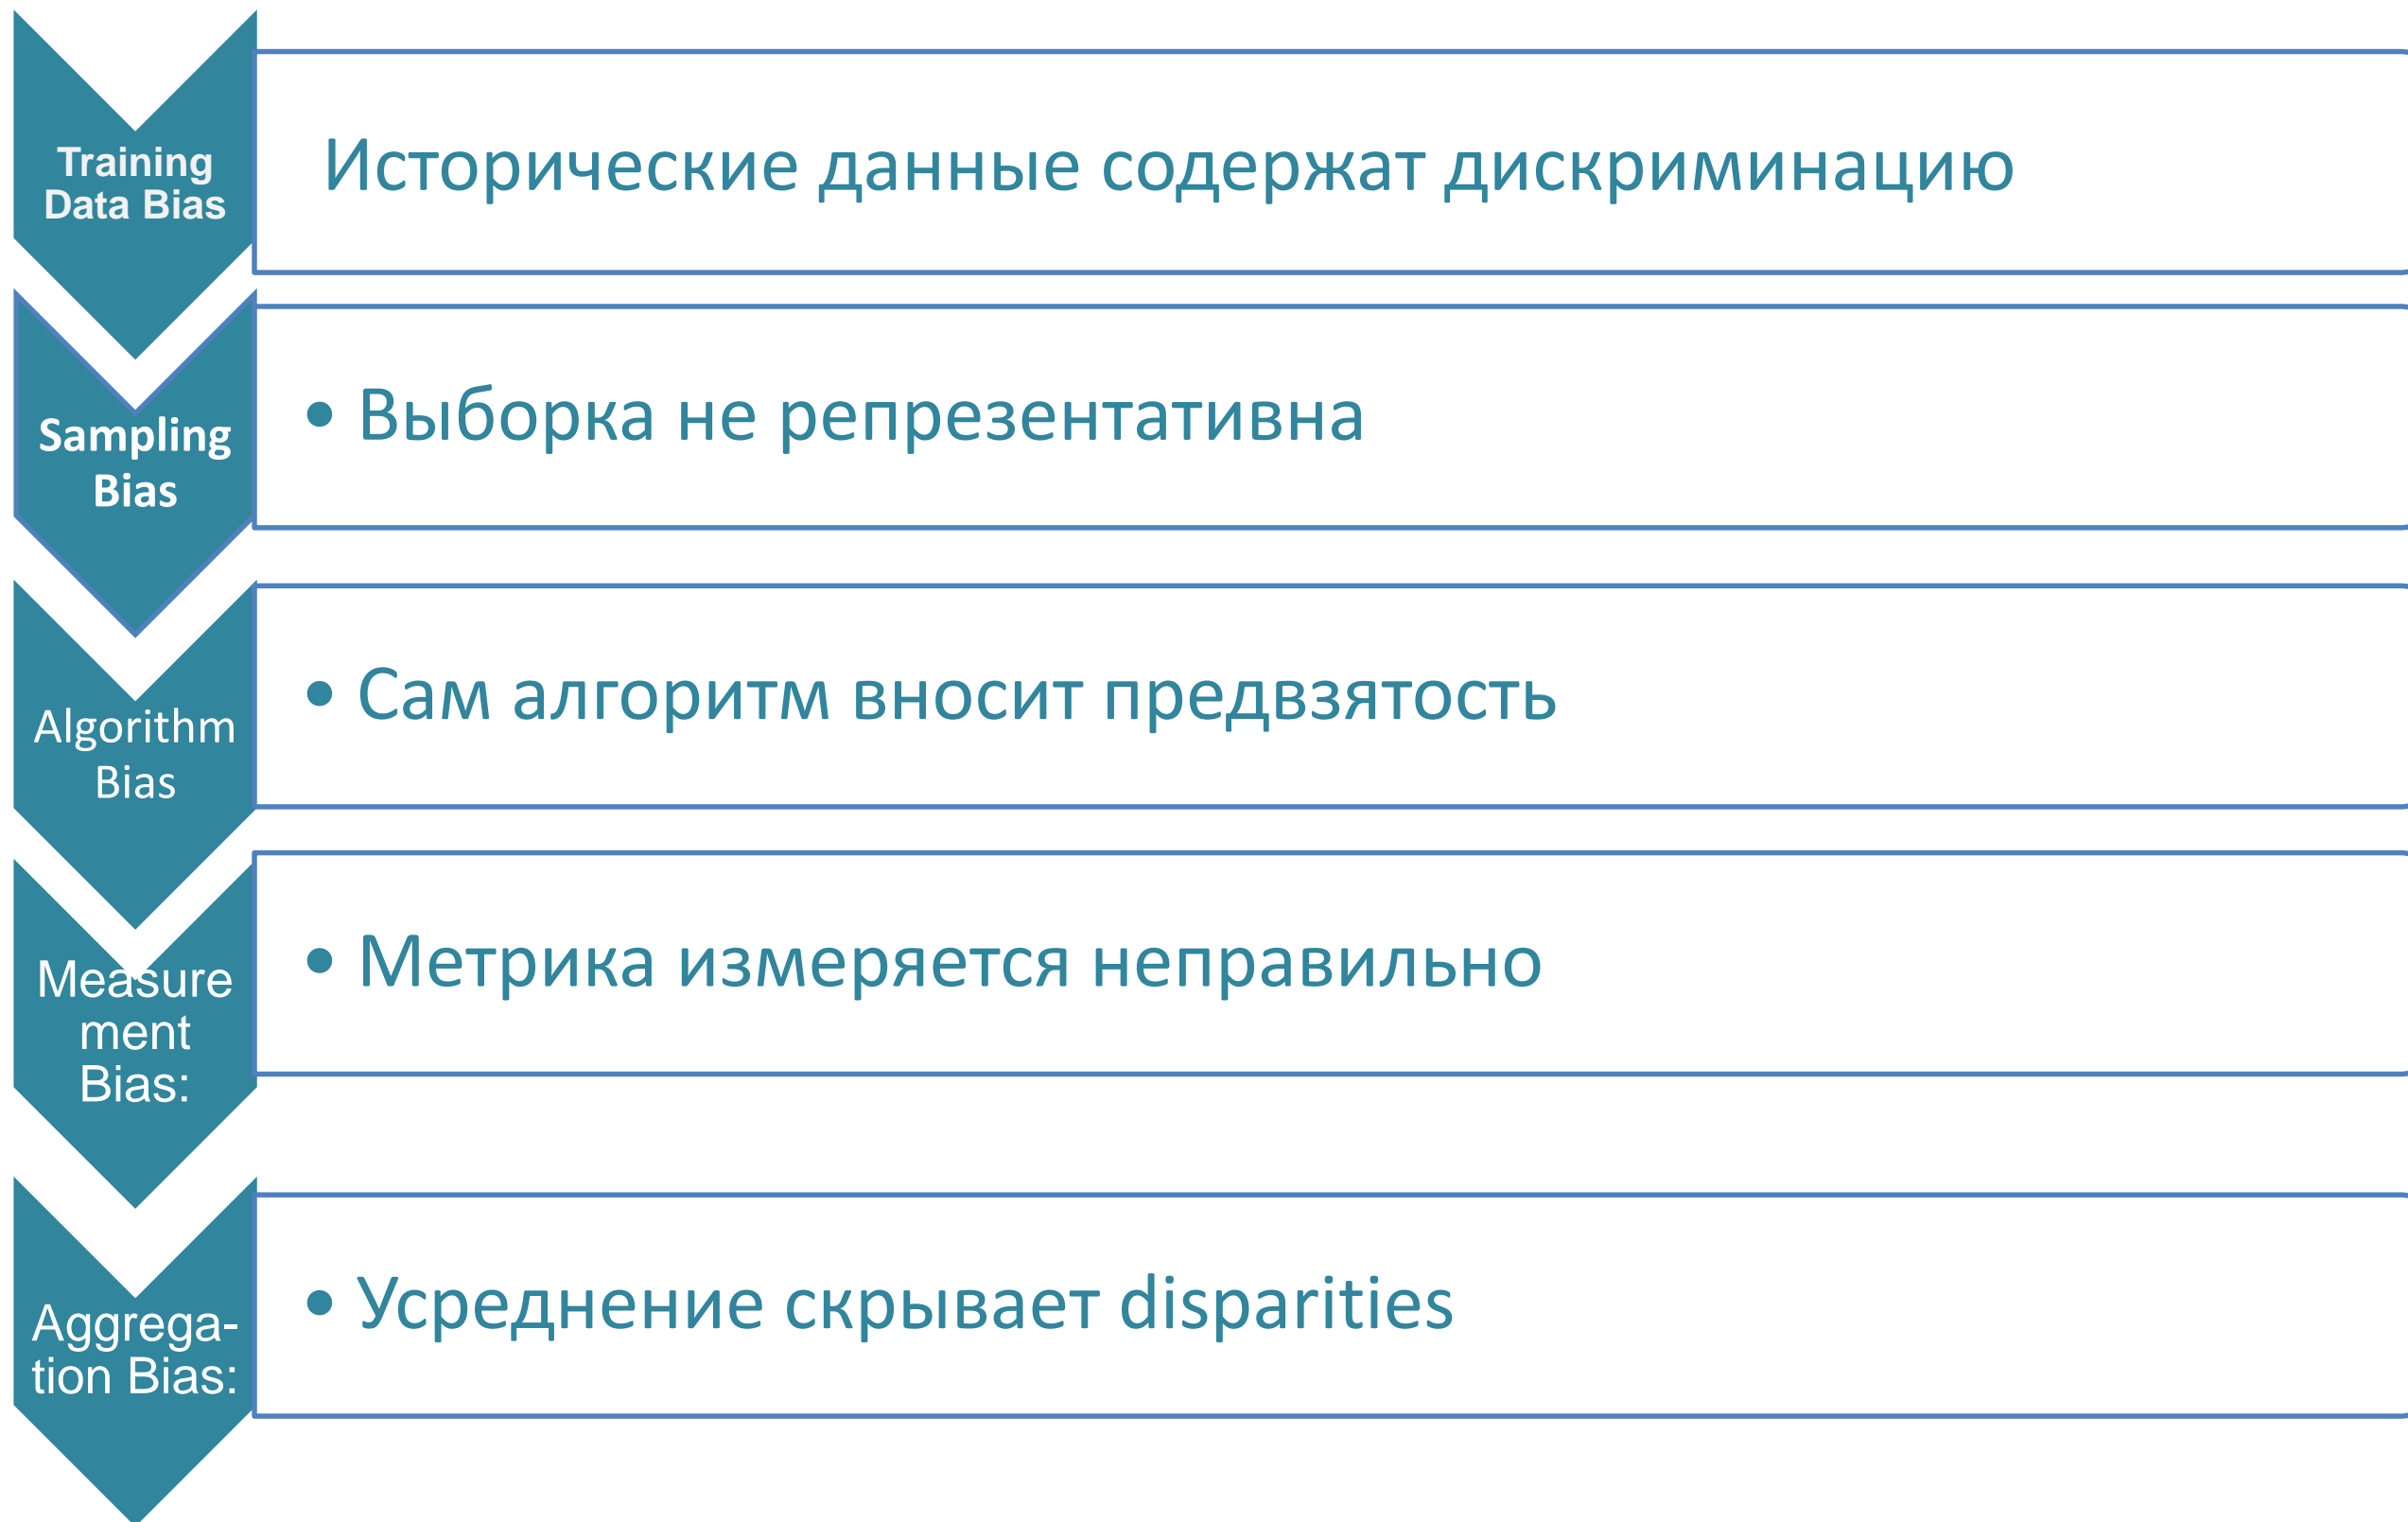 Training
Data Bias
Исторические данные содержат дискриминацию
Sampling
Bias
• Выборка не репрезентативна
Algorithm
Bias
• Сам алгоритм вносит предвзятость
Measure
ment
Bias:
• Метрика измеряется неправильно
Aggrega-
tion Bias:
• Усреднение скрывает disparities